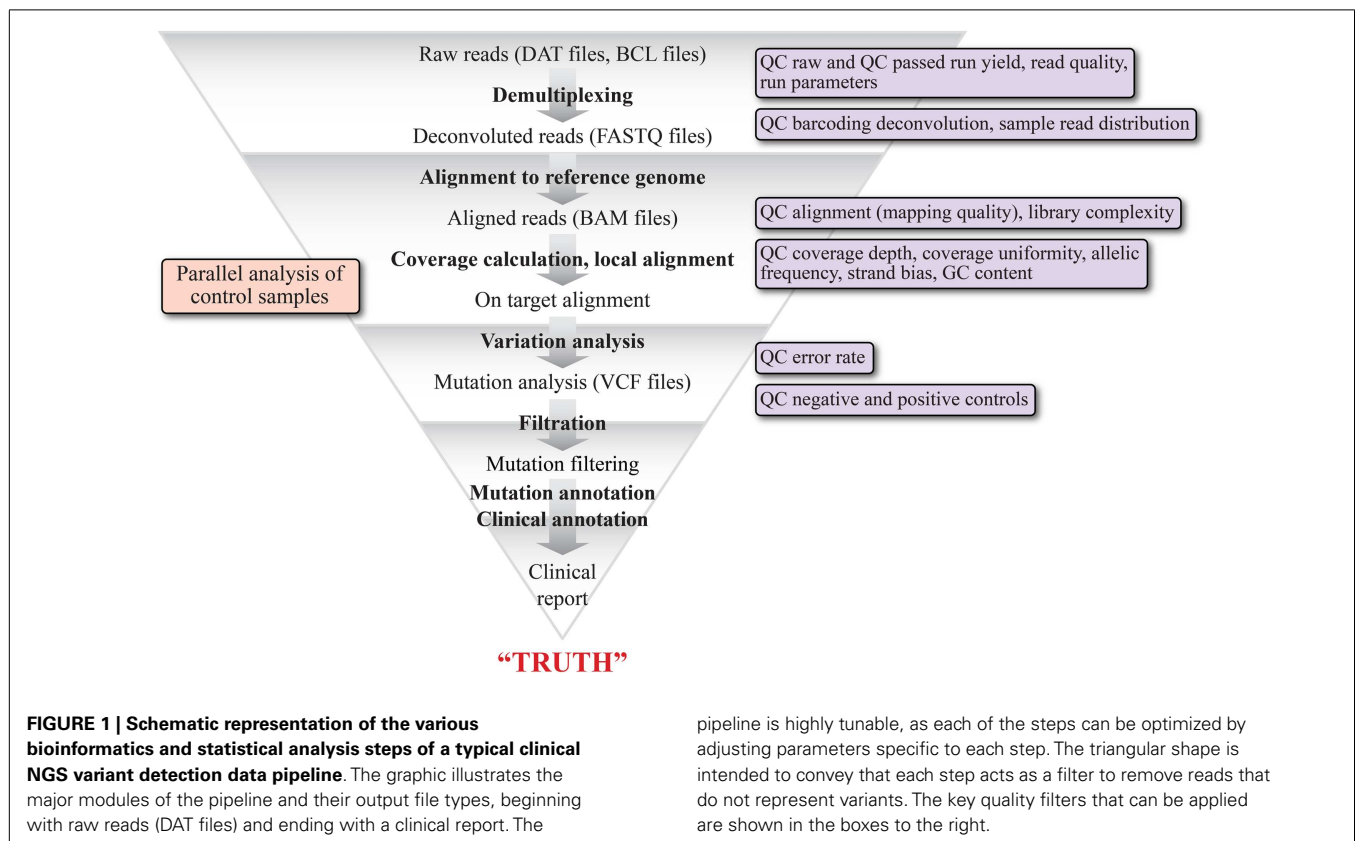 Raw reads (DAT files, BCL files)
QC raw and QC passed run yield, read quality,
run parameters
Demultiplexing
Deconvoluted reads (FASTQ files)
QC barcoding deconvolution, sample read distribution
Alignment to reference genome
Aligned reads (BAM files)
QC alignment (mapping quality), library complexity
Coverage calculation, local alignment
QC coverage depth, coverage uniformity, allelic
frequency, strand bias, GC content
Parallel analysis of
control samples
On target alignment
Variation analysis
QC error rate
Mutation analysis (VCF files)
QC negative and positive controls
Filtration
Mutation filtering
Mutation annotation
Clinical annotation
Clinical
report
“TRUTH”
FIGURE 1 | Schematic representation of the various
bioinformatics and statistical analysis steps of a typical clinical
NGS variant detection data pipeline. The graphic illustrates the
major modules of the pipeline and their output file types, beginning
with raw reads (DAT files) and ending with a clinical report. The
pipeline is highly tunable, as each of the steps can be optimized by
adjusting parameters specific to each step. The triangular shape is
intended to convey that each step acts as a filter to remove reads that
do not represent variants. The key quality filters that can be applied
are shown in the boxes to the right.